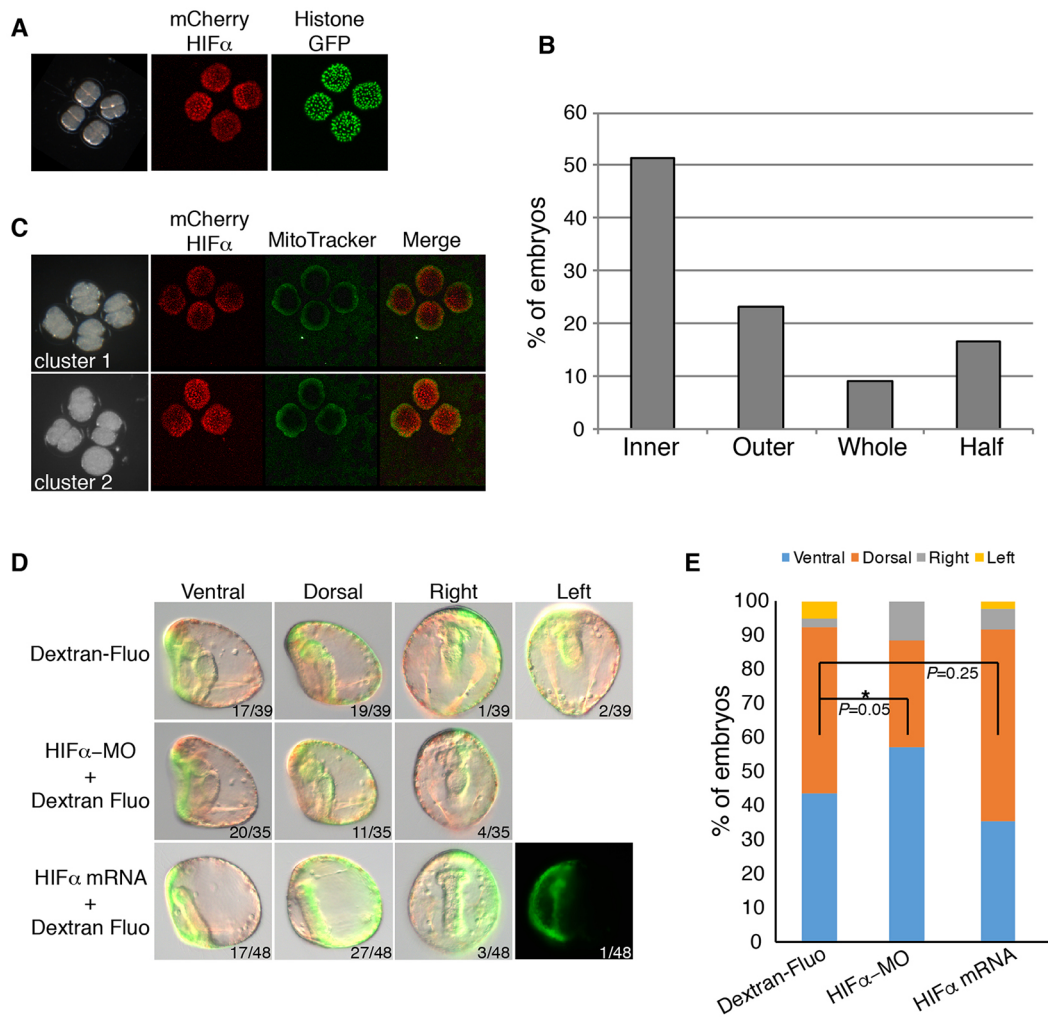 A
mCherry
HIFα
Histone
GFP
B
% of embryos
60
50
40
30
20
10
0
Inner Outer Whole Half
C
mCherry
HIFα
MitoTracker
Merge
cluster 1
cluster 2
D
Ventral Dorsal Right Left
Dextran-Fluo
17/39 19/39 1/39 2/39
HIFα–MO
+
Dextran Fluo
20/35 11/35 4/35
HIFα mRNA
+
Dextran Fluo
17/48 27/48 3/48 1/48
E
Ventral Dorsal Right Left
% of embryos
100
90
80
70
60
50
40
30
20
10
0
P=0.25
*
P=0.05
Dextran-Fluo
HIFα–MO
HIFα mRNA